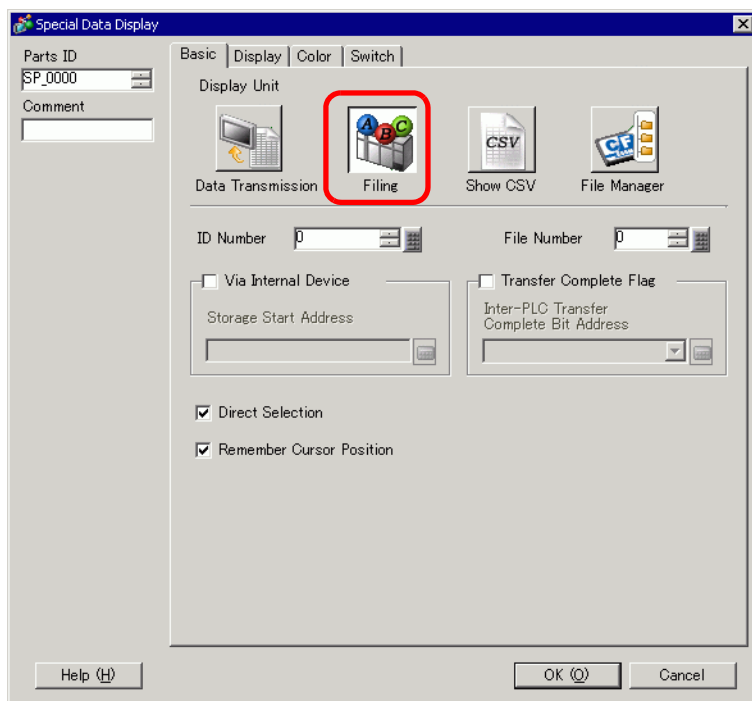 Special Data Display
Parts ID
SP_0000
Comment
Basic Display Color Switch
Display Unit
A B C
CSV
CF
Data Transmission Filing Show CSV File Manager
ID Number 0 File Number 0
Via Internal Device
Storage Start Address
Transfer Complete Flag
Inter-PLC Transfer
Complete Bit Address
Direct Selection
Remember Cursor Position
Help (H) OK (O) Cancel